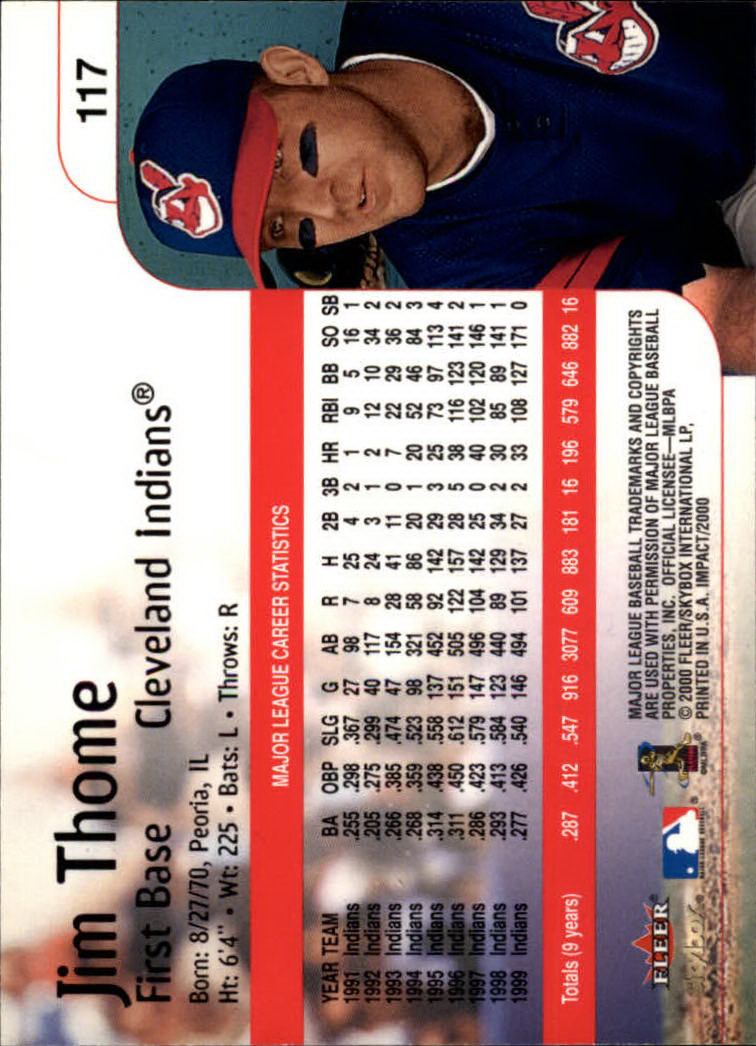 117
Jim Thome
First Base Cleveland Indians®
Born: 8/27/70, Peoria, IL
Ht: 6'4" • Wt: 225 • Bats: L • Throws: R
MAJOR LEAGUE CAREER STATISTICS
YEAR TEAM BA OBP SLG G AB R H 2B 3B HR RBI BB SO SB
1991 Indians .255 .298 .367 27 98 7 25 4 2 1 9 5 16 1
1992 Indians .205 .275 .299 40 117 8 24 3 1 2 12 10 34 2
1993 Indians .266 .385 .474 47 154 28 41 11 0 7 22 29 36 2
1994 Indians .268 .359 .523 98 321 58 86 20 1 20 52 46 84 3
1995 Indians .314 .438 .558 137 452 92 142 29 3 25 73 97 113 4
1996 Indians .311 .450 .612 151 505 122 157 28 5 38 116 123 141 2
1997 Indians .286 .423 .579 147 496 104 142 25 0 40 102 120 146 1
1998 Indians .293 .413 .584 123 440 89 129 34 2 30 85 89 141 1
1999 Indians .277 .426 .540 146 494 101 137 27 2 33 108 127 171 0
Totals (9 years) .287 .412 .547 916 3077 609 883 181 16 196 579 646 882 16
FLEER
skybox
MAJOR LEAGUE BASEBALL
®
©MLBPA
MAJOR LEAGUE BASEBALL TRADEMARKS AND COPYRIGHTS
ARE USED WITH PERMISSION OF MAJOR LEAGUE BASEBALL
PROPERTIES, INC. OFFICIAL LICENSEE—MLBPA
© 2000 FLEER/SKYBOX INTERNATIONAL LP,
PRINTED IN U.S.A. IMPACT/2000